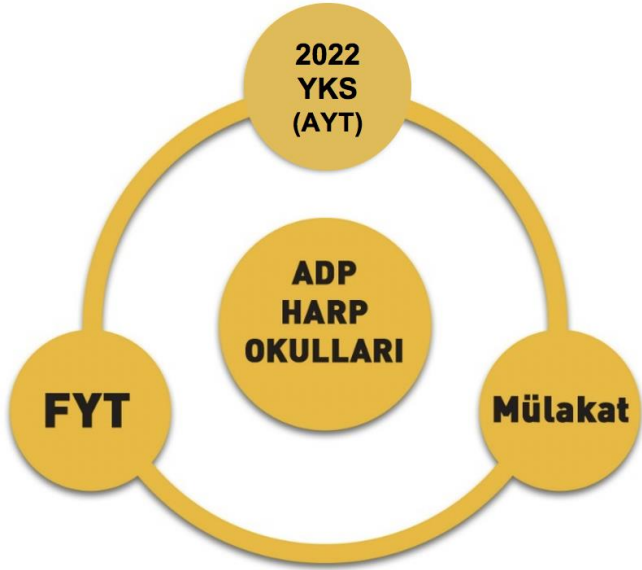 2022
YKS
(AYT)
ADP
HARP
OKULLARI
FYT
Mülakat